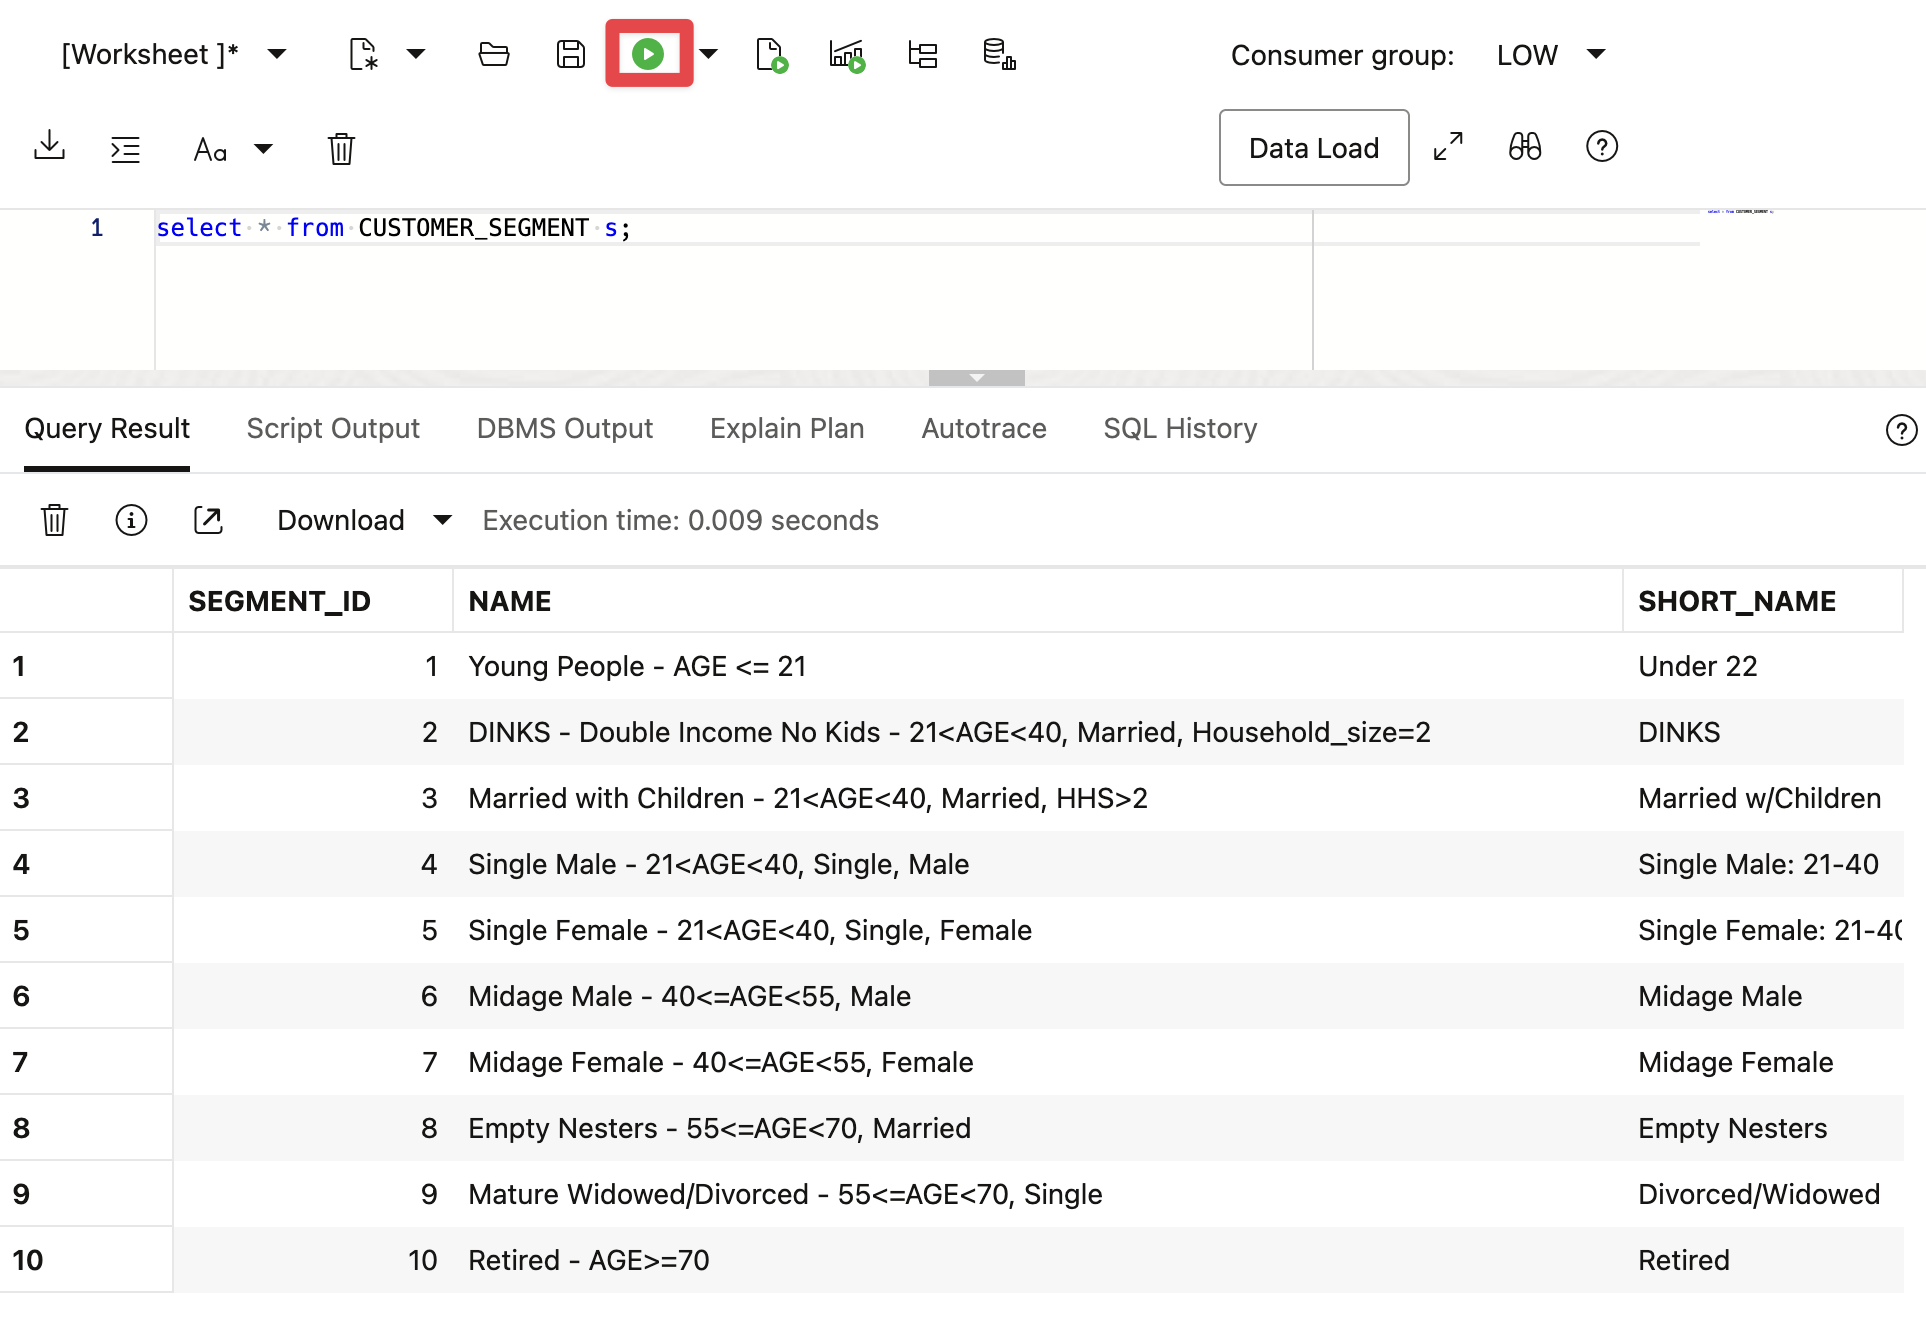 [Worksheet ]* Consumer group: LOW
Aa Data Load
1 select * from CUSTOMER_SEGMENT s;
Query Result Script Output DBMS Output Explain Plan Autotrace SQL History
Download Execution time: 0.009 seconds
SEGMENT_ID NAME SHORT_NAME
1 1 Young People - AGE <= 21 Under 22
2 2 DINKS - Double Income No Kids - 21<AGE<40, Married, Household_size=2 DINKS
3 3 Married with Children - 21<AGE<40, Married, HHS>2 Married w/Children
4 4 Single Male - 21<AGE<40, Single, Male Single Male: 21-40
5 5 Single Female - 21<AGE<40, Single, Female Single Female: 21-40
6 6 Midage Male - 40<=AGE<55, Male Midage Male
7 7 Midage Female - 40<=AGE<55, Female Midage Female
8 8 Empty Nesters - 55<=AGE<70, Married Empty Nesters
9 9 Mature Widowed/Divorced - 55<=AGE<70, Single Divorced/Widowed
10 10 Retired - AGE>=70 Retired